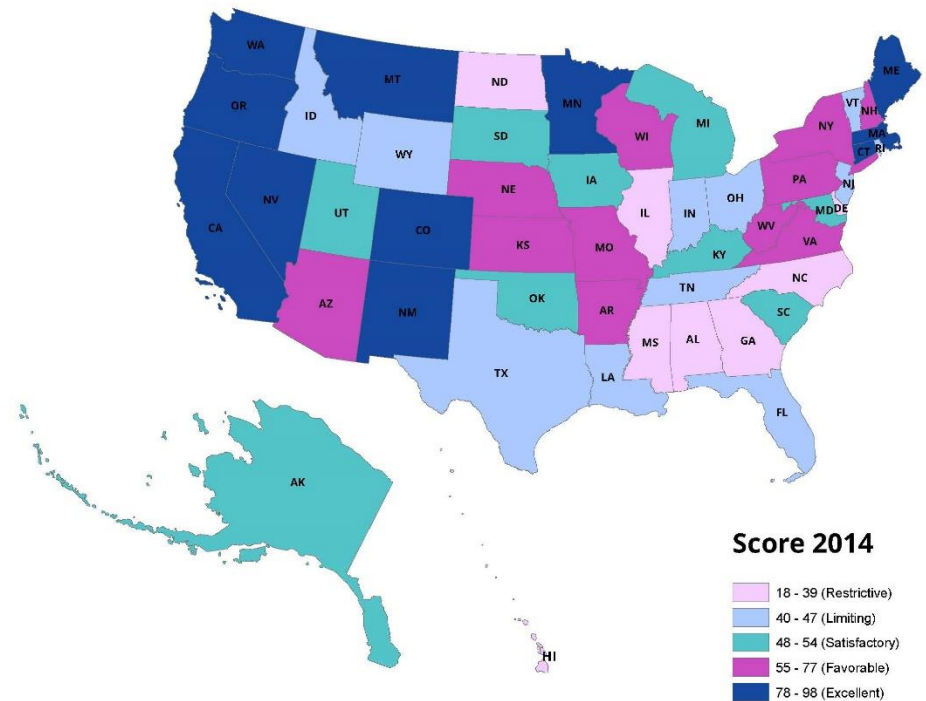 WA
MT
ND
MN
ME
OR
ID
SD
WI
MI
VT
NH
NY
MA
CT
RI
WY
NV
UT
NE
IA
PA
NJ
CA
CO
IL
IN
OH
MD
DE
KS
MO
WV
VA
KY
AZ
NM
OK
AR
TN
NC
SC
MS
AL
GA
TX
LA
FL
AK
HI
Score 2014
18 - 39 (Restrictive)
40 - 47 (Limiting)
48 - 54 (Satisfactory)
55 - 77 (Favorable)
78 - 98 (Excellent)